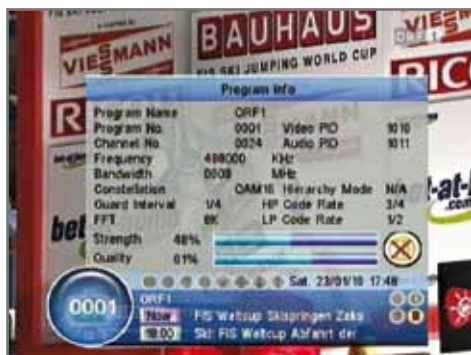 VIESSMANN
BAUHAUS
ORF1
VIES
MANN
FIS SKI JUMPING WORLD CUP
Program Info
Program Name ORF1
Program No. 0001 Video PID 1010
Channel No 0024 Audio PID 1011
Frequency 498000 KHz
Bandwidth 0008 MHz
Constellation QAM16 Hierarchy Mode N/A
Guard Interval 1/4 HP Code Rate 3/4
FFT 8K LP Code Rate 1/2
Strength 48%
Quality 61%
bet
Sat. 23/01/10 17:48
0001
ORF1
Now FIS Weltcup Skispringen Zako
18:00 Ski: FIS Weltcup Abfahrt der